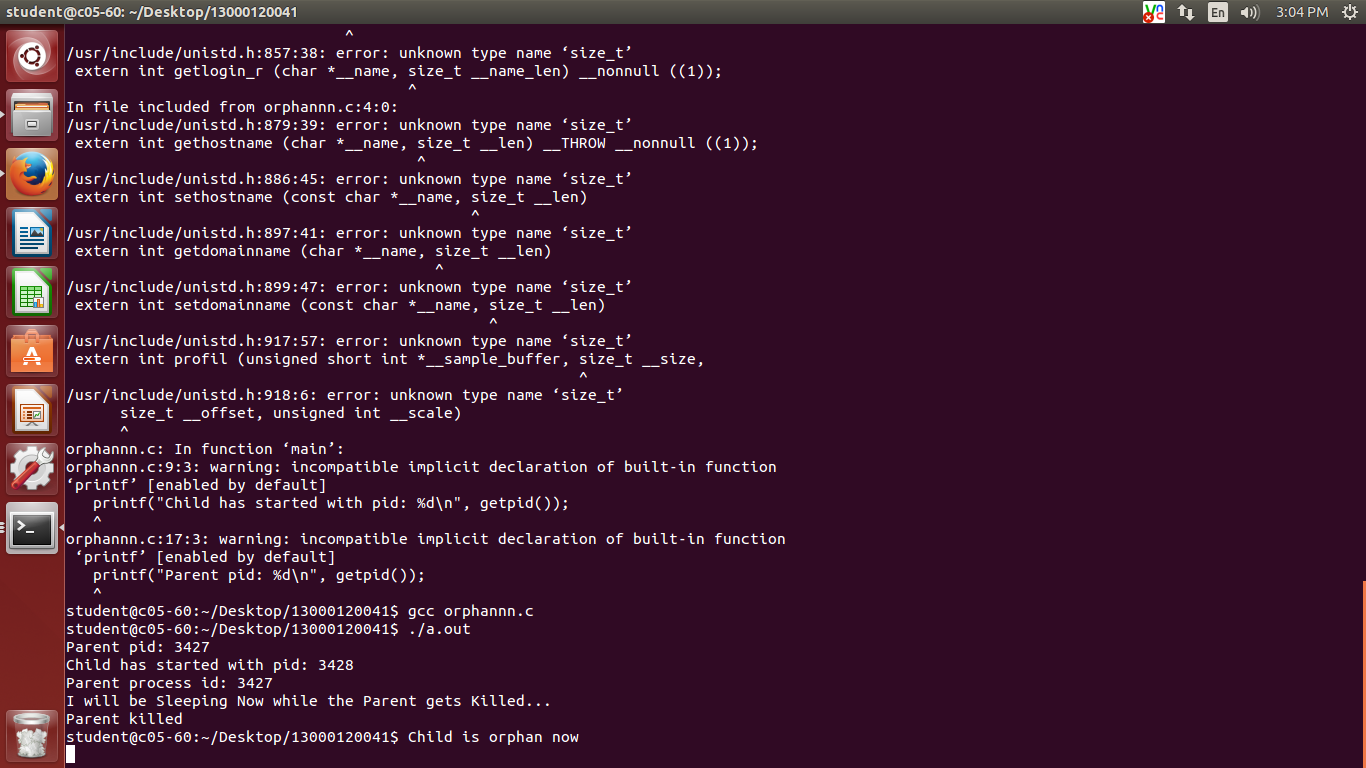 student@c05-60: ~/Desktop/13000120041
En
3:04 PM
^
/usr/include/unistd.h:857:38: error: unknown type name ‘size_t’
extern int getlogin_r (char *__name, size_t __name_len) __nonnull ((1));
^
In file included from orphannn.c:4:0:
/usr/include/unistd.h:879:39: error: unknown type name ‘size_t’
extern int gethostname (char *__name, size_t __len) __THROW __nonnull ((1));
^
/usr/include/unistd.h:886:45: error: unknown type name ‘size_t’
extern int sethostname (const char *__name, size_t __len)
^
/usr/include/unistd.h:897:41: error: unknown type name ‘size_t’
extern int getdomainname (char *__name, size_t __len)
^
/usr/include/unistd.h:899:47: error: unknown type name ‘size_t’
extern int setdomainname (const char *__name, size_t __len)
^
/usr/include/unistd.h:917:57: error: unknown type name ‘size_t’
extern int profil (unsigned short int *__sample_buffer, size_t __size,
^
/usr/include/unistd.h:918:6: error: unknown type name ‘size_t’
size_t __offset, unsigned int __scale)
^
orphannn.c: In function ‘main’:
orphannn.c:9:3: warning: incompatible implicit declaration of built-in function
‘printf’ [enabled by default]
printf("Child has started with pid: %d\n", getpid());
^
orphannn.c:17:3: warning: incompatible implicit declaration of built-in function
‘printf’ [enabled by default]
printf("Parent pid: %d\n", getpid());
^
student@c05-60:~/Desktop/13000120041$ gcc orphannn.c
student@c05-60:~/Desktop/13000120041$ ./a.out
Parent pid: 3427
Child has started with pid: 3428
Parent process id: 3427
I will be Sleeping Now while the Parent gets Killed...
Parent killed
student@c05-60:~/Desktop/13000120041$ Child is orphan now